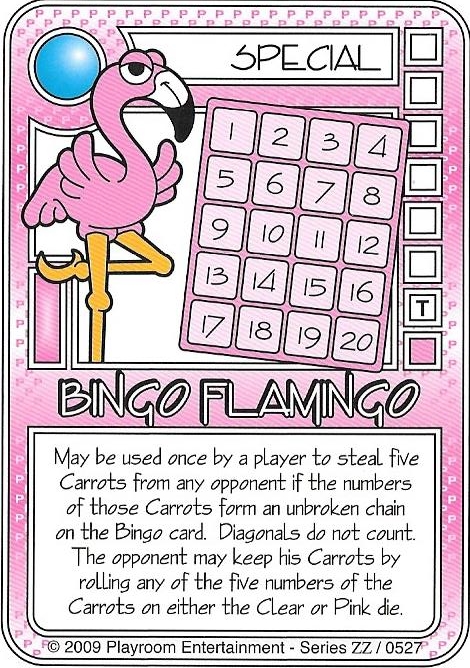 SPECIAL
1 2 3 4
5 6 7 8
9 10 11 12
13 14 15 16
17 18 19 20
T
BINGO FLAMINGO
May be used once by a player to steal five
Carrots from any opponent if the numbers
of those Carrots form an unbroken chain
on the Bingo card. Diagonals do not count.
The opponent may keep his Carrots by
rolling any of the five numbers of the
Carrots on either the Clear or Pink die.
© 2009 Playroom Entertainment - Series ZZ / 0527